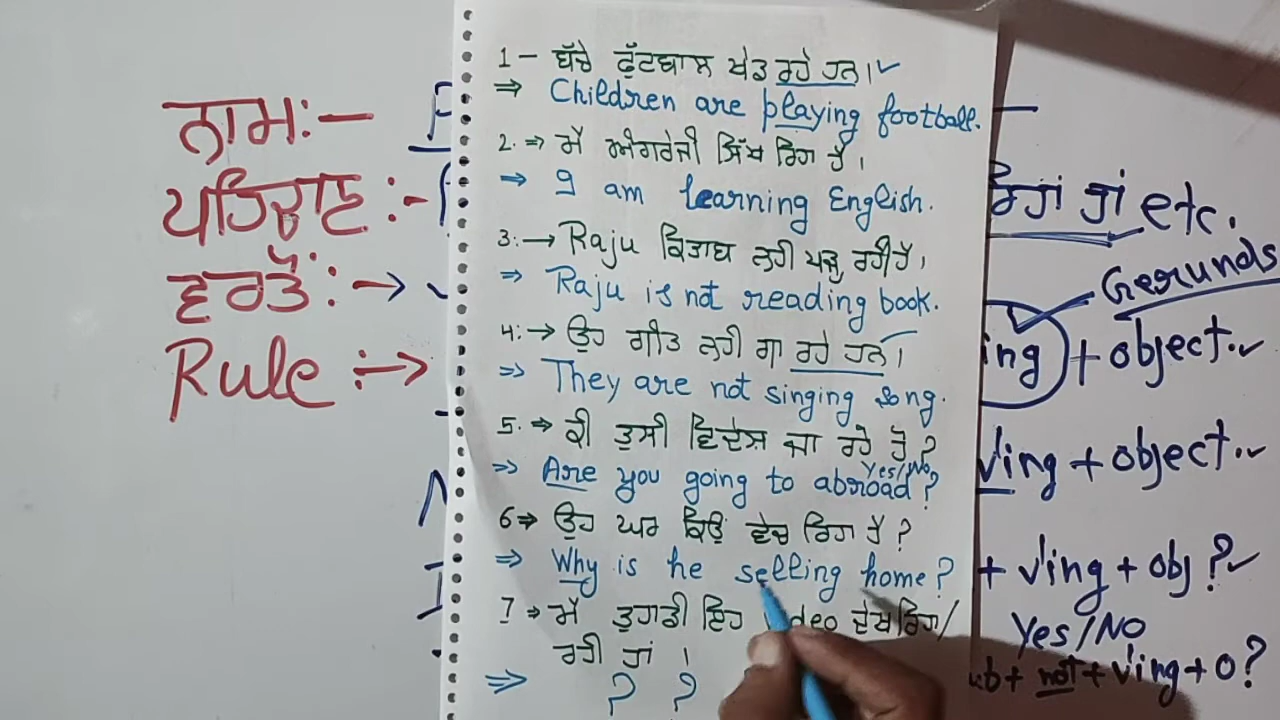 1 - ਬੱਚੇ ਫੁੱਟਬਾਲ ਖੇਡ ਰਹੇ ਹਨ।
⇒ Children are playing football.
2. ⇒ ਮੈਂ ਅੰਗਰੇਜੀ ਸਿੱਖ ਰਿਹਾ ਹੈ।
⇒ I am learning English.
3: → Raju ਕਿਤਾਬ ਨਹੀਂ ਪੜ੍ਹ ਰਹੀ ਹੈ।
⇒ Raju is not reading book.
4: → ਉਹ ਗੀਤ ਨਹੀ ਗਾ ਰਹੇ ਹਨ।
⇒ They are not singing song.
5. ⇒ ਕੀ ਤੁਸੀ ਵਿਦੇਸ਼ ਜਾ ਰਹੇ ਹੋ?
Yes/No
⇒ Are you going to abroad?
6 ⇒ ਉਹ ਘਰ ਕਿਉਂ ਵੇਚ ਰਿਹਾ ਹੈ?
⇒ Why is he selling home?
7 ⇒ ਮੈਂ ਤੁਹਾਡੀ ਇਹ video ਦੇਖ ਰਿਹਾ/
ਰਹੀ ਹਾਂ।
⇒ ? ?
ਨਾਮ :-
ਪਹਿਚਾਣ :-
ਵਰਤੋਂ :→
Rule :→
ਰਿਹਾਂ ਹਾਂ etc.
Gerunds
ing + object.
Ving + object.
+ Ving + obj ?
Yes/No
+ not + Ving + O?